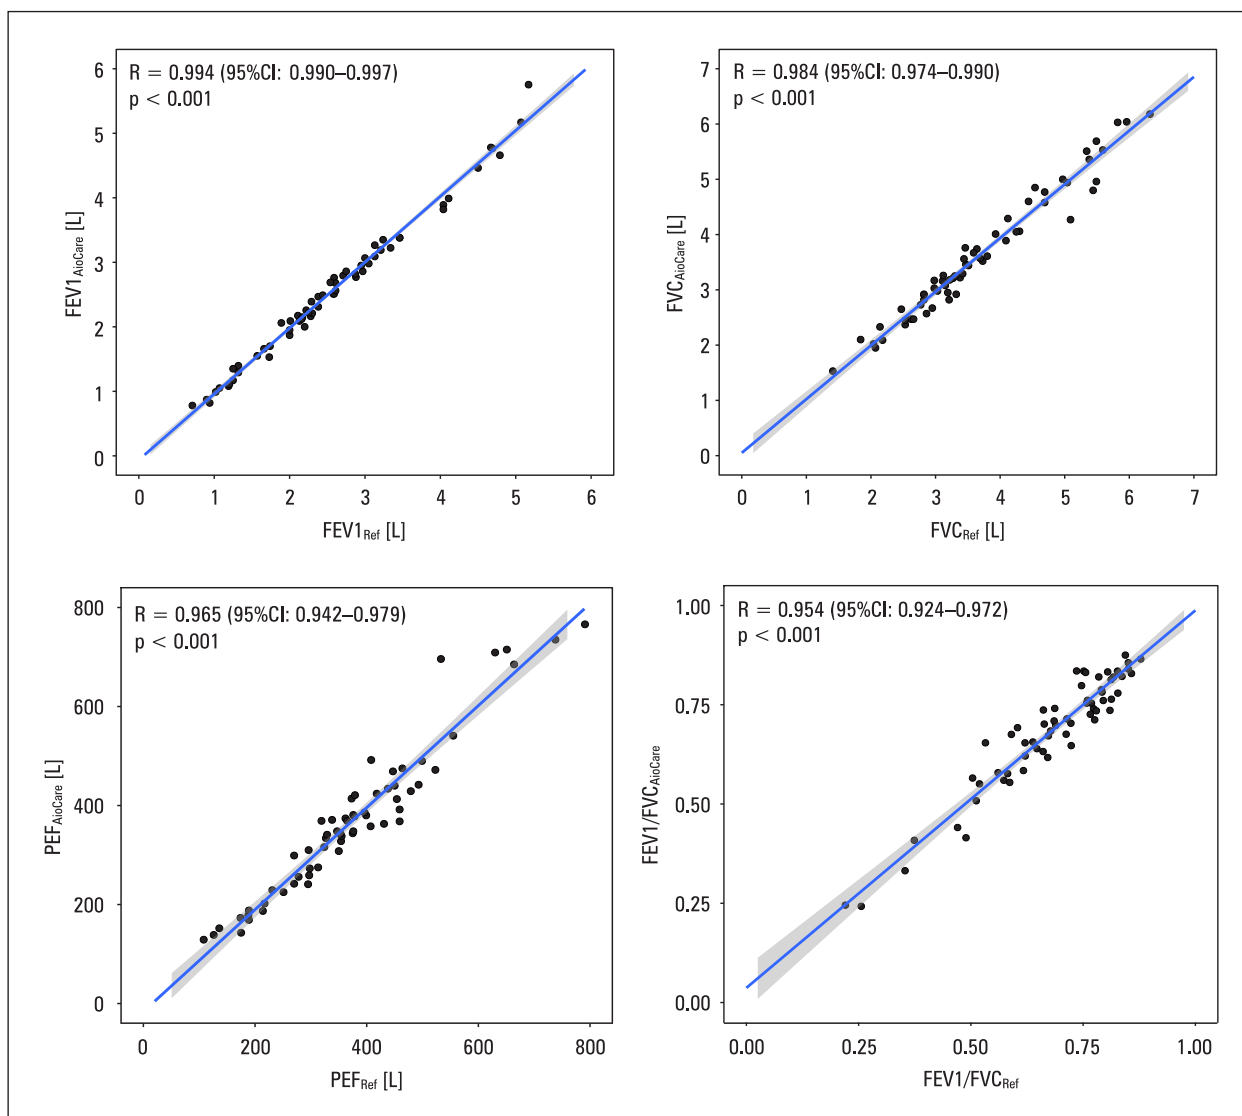 R = 0.994 (95%CI: 0.990–0.997)
p < 0.001
6
5
4
3
2
1
0
FEV1AioCare [L]
0 1 2 3 4 5 6
FEV1Ref [L]
R = 0.984 (95%CI: 0.974–0.990)
p < 0.001
7
6
5
4
3
2
1
0
FVCAioCare [L]
0 1 2 3 4 5 6 7
FVCRef [L]
R = 0.965 (95%CI: 0.942–0.979)
p < 0.001
800
600
400
200
0
PEFAioCare [L]
0 200 400 600 800
PEFRef [L]
R = 0.954 (95%CI: 0.924–0.972)
p < 0.001
1.00
0.75
0.50
0.25
0.00
FEV1/FVCAioCare
0.00 0.25 0.50 0.75 1.00
FEV1/FVCRef